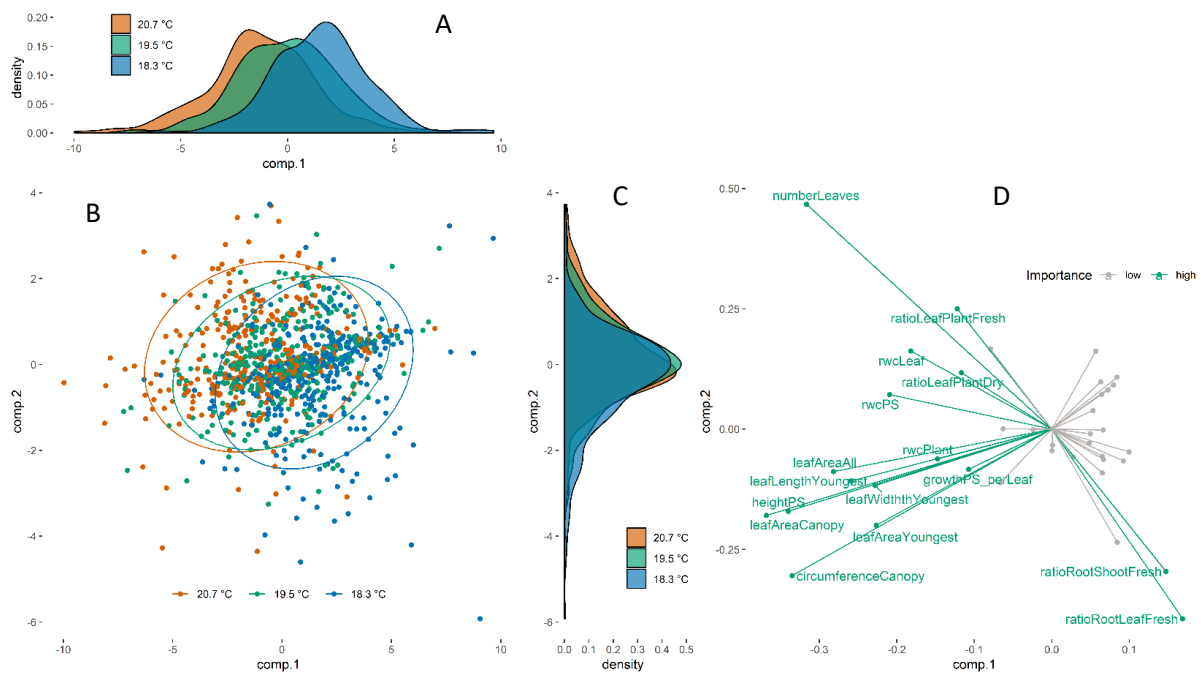 A
20.7 °C
19.5 °C
18.3 °C
density
0.20
0.15
0.10
0.05
0.00
-10
-5
0
5
10
comp.1
B
4
2
0
-2
-4
-6
comp.2
20.7 °C
19.5 °C
18.3 °C
-10
-5
0
5
10
comp.1
C
4
2
0
-2
-4
-6
comp.2
20.7 °C
19.5 °C
18.3 °C
0.0
0.1
0.2
0.3
0.4
0.5
density
D
0.50
0.25
0.00
-0.25
comp.2
Importance
a low
a high
numberLeaves
ratioLeafPlantFresh
rwcLeaf
ratioLeafPlantDry
rwcPS
rwcPlant
leafAreaAll
growthPS_perLeaf
leafLengthYoungest
leafWidththYoungest
heightPS
leafAreaCanopy
leafAreaYoungest
circumferenceCanopy
ratioRootShootFresh
ratioRootLeafFresh
-0.3
-0.2
-0.1
0.0
0.1
comp.1